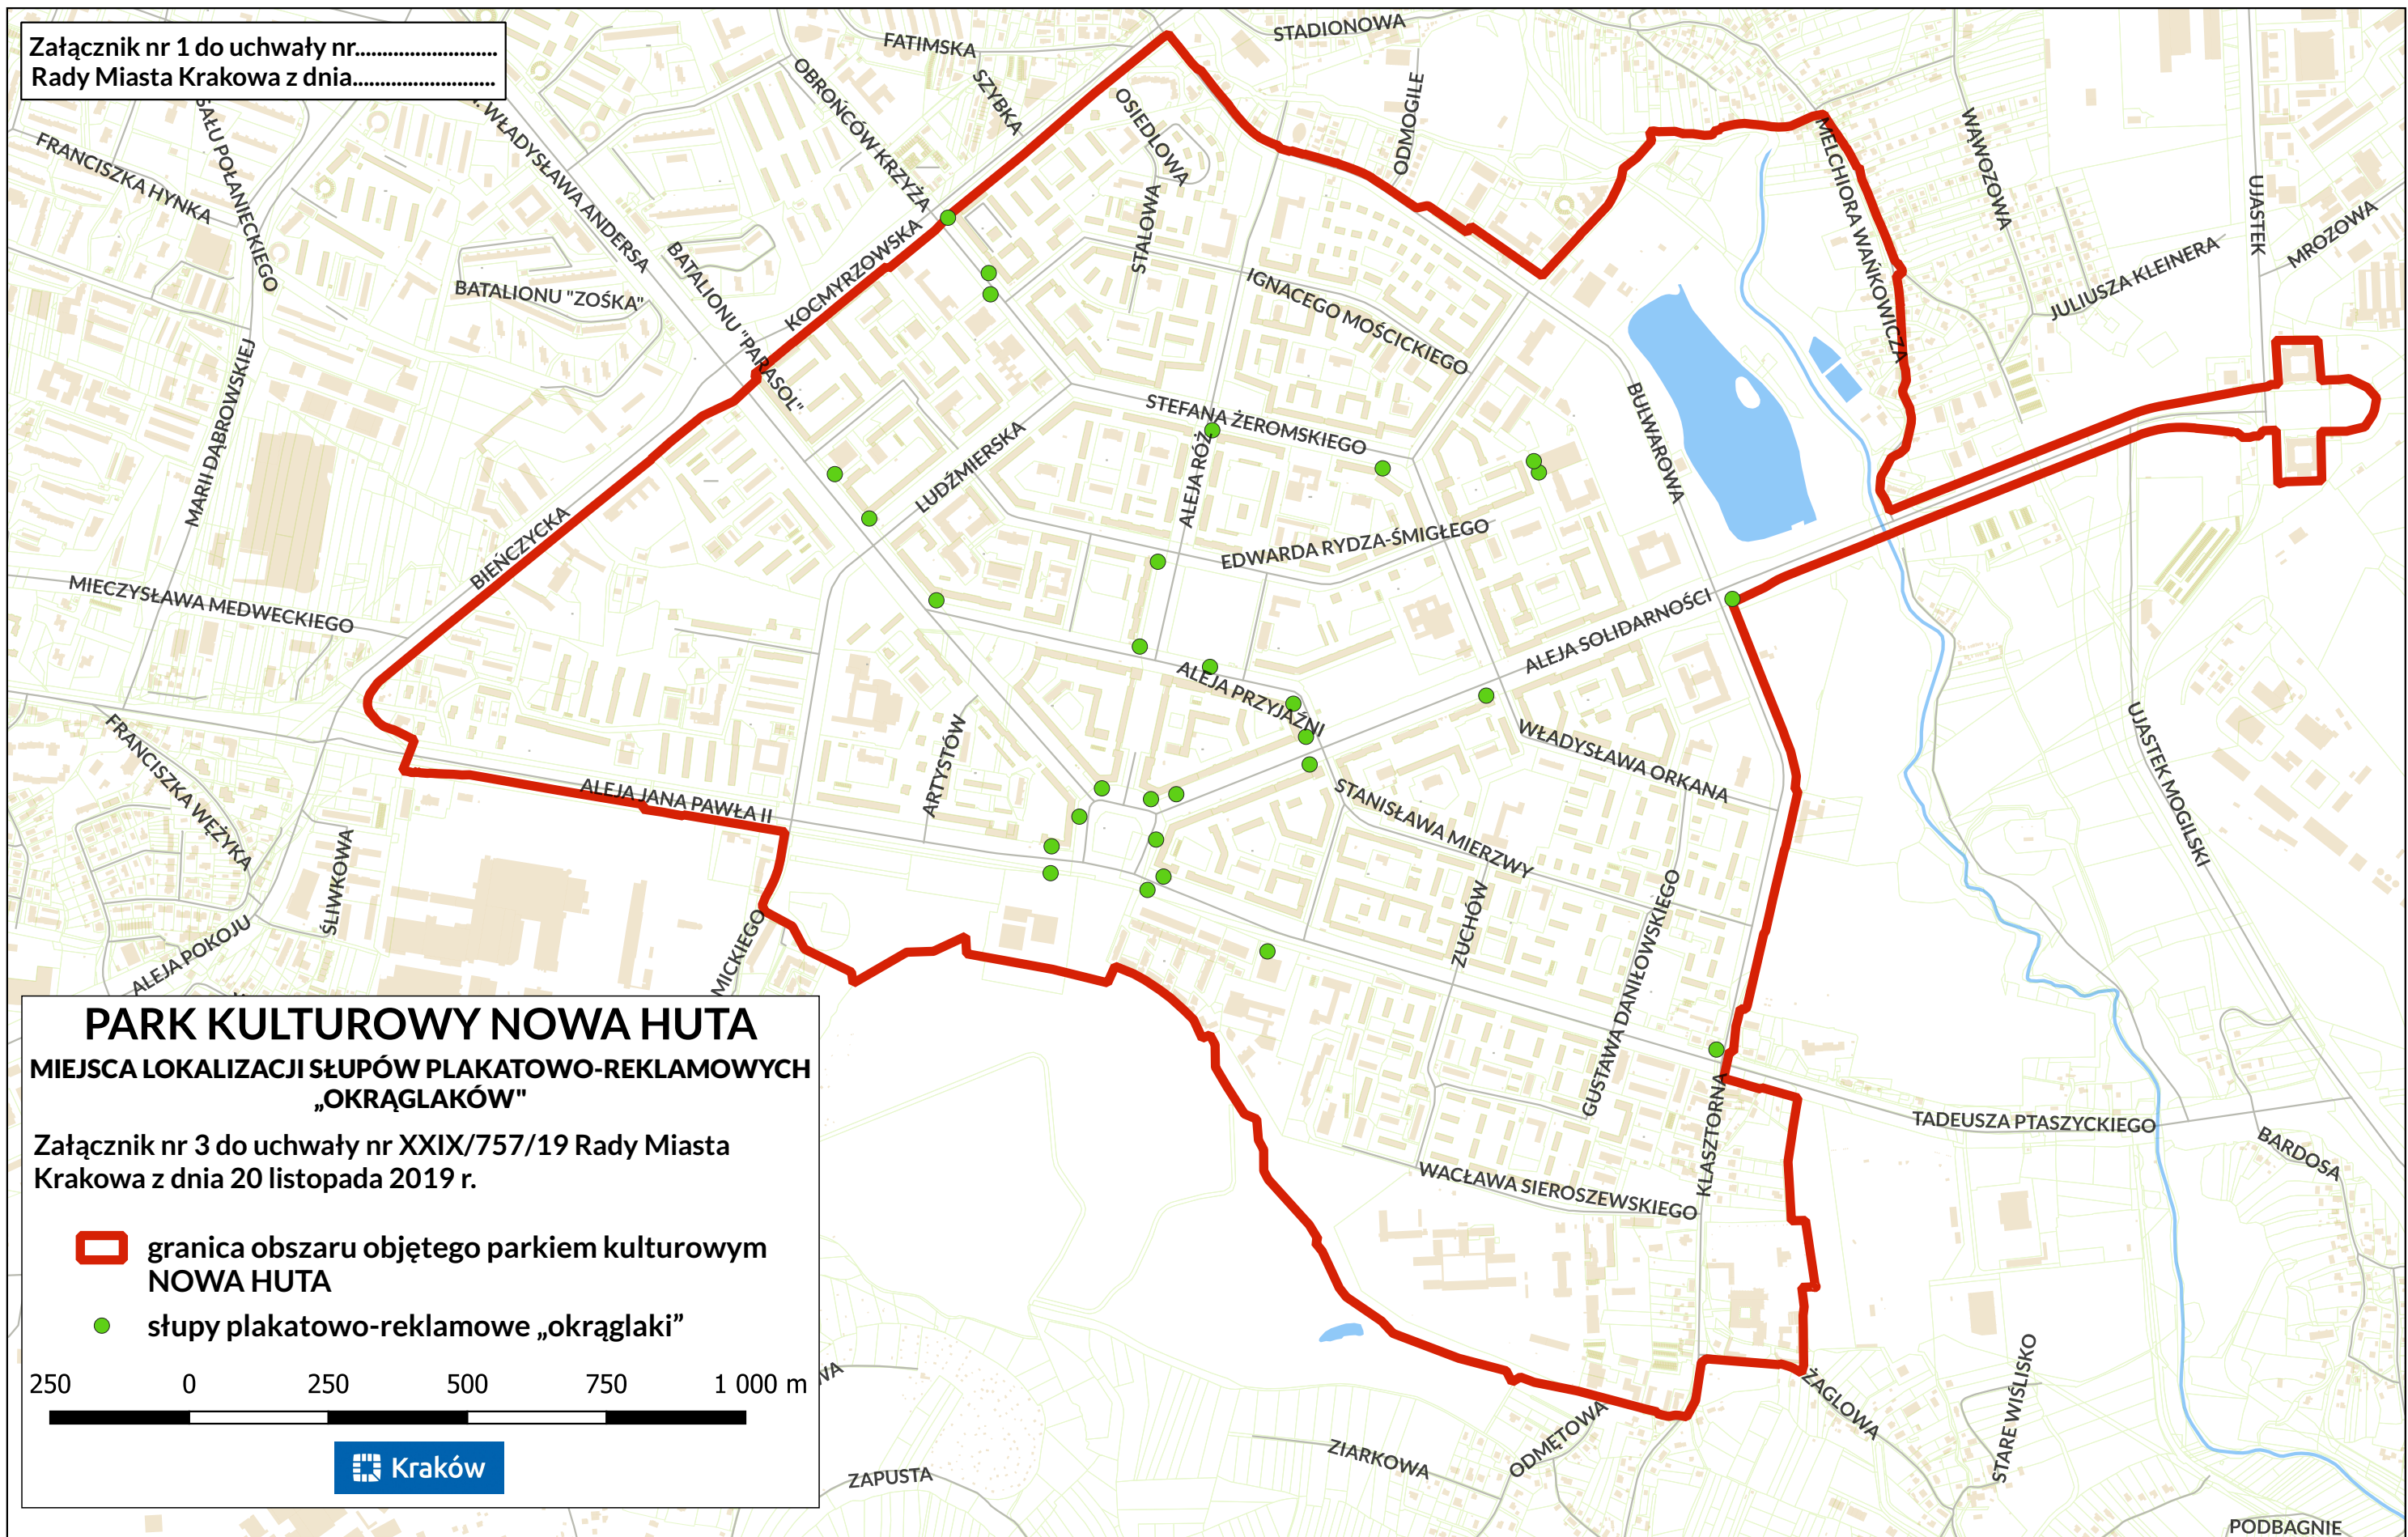 Załącznik nr 1 do uchwały nr..........................
Rady Miasta Krakowa z dnia..........................
STADIONOWA
FATIMSKA
SZYBKA
OBROŃCÓW KRZYŻA
OSIEDLOWA
ODMOGILE
STALOWA
WŁADYSŁAWA ANDERSA
FRANCISZKA HYNKA
POŁANIECKIEGO
BATALIONU "ZOŚKA"
BATALIONU "PARASOL"
KOCMYRZOWSKA
IGNACEGO MOŚCICKIEGO
MELCHIORA WAŃKOWICZA
WĄWOZOWA
UJASTEK
MROZOWA
JULIUSZA KLEINERA
MARII DĄBROWSKIEJ
STEFANA ŻEROMSKIEGO
ALEJA RÓŻ
LUDŹMIERSKA
BULWAROWA
BIEŃCZYCKA
EDWARDA RYDZA-ŚMIGŁEGO
MIECZYSŁAWA MEDWECKIEGO
ALEJA SOLIDARNOŚCI
ALEJA PRZYJAŹNI
WŁADYSŁAWA ORKANA
ARTYSTÓW
FRANCISZKA WĘŻYKA
ALEJA JANA PAWŁA II
STANISŁAWA MIERZWY
UJASTEK MOGILSKI
ŚLIWKOWA
ALEJA POKOJU
MICKIEGO
ZUCHÓW
GUSTAWA DANIŁOWSKIEGO
KLASZTORNA
TADEUSZA PTASZYCKIEGO
BARDOSA
WACŁAWA SIEROSZEWSKIEGO
ŻAGLOWA
STARE WIŚLISKO
ODMĘTOWA
ZIARKOWA
ZAPUSTA
PODBAGNIE
WA
PARK KULTUROWY NOWA HUTA
MIEJSCA LOKALIZACJI SŁUPÓW PLAKATOWO-REKLAMOWYCH
„OKRĄGLAKÓW"
Załącznik nr 3 do uchwały nr XXIX/757/19 Rady Miasta
Krakowa z dnia 20 listopada 2019 r.
granica obszaru objętego parkiem kulturowym
NOWA HUTA
słupy plakatowo-reklamowe „okrąglaki”
250 0 250 500 750 1 000 m
Kraków